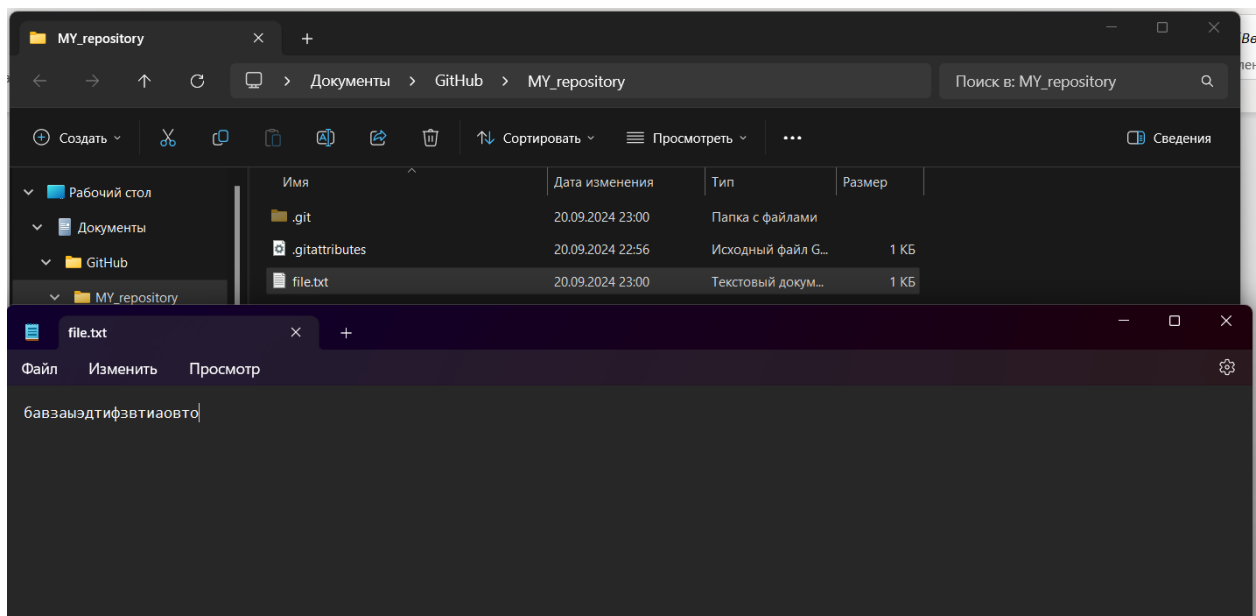 MY_repository
Документы > GitHub > MY_repository
Поиск в: MY_repository
Создать
Сортировать
Просмотреть
Сведения
Рабочий стол
Документы
GitHub
MY_repository
Имя Дата изменения Тип Размер
.git 20.09.2024 23:00 Папка с файлами
.gitattributes 20.09.2024 22:56 Исходный файл G... 1 КБ
file.txt 20.09.2024 23:00 Текстовый докум... 1 КБ
file.txt
Файл Изменить Просмотр
бавзаыэдтифзвтиаовто